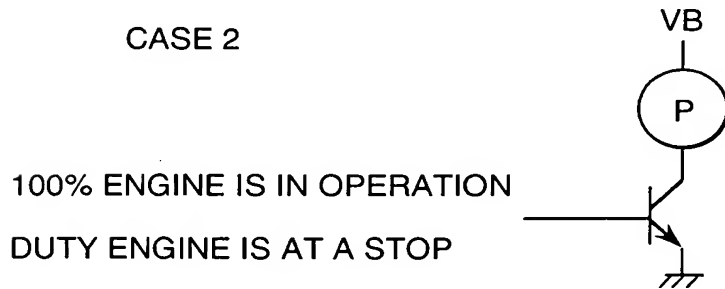 CASE 2
VB
P
100% ENGINE IS IN OPERATION
DUTY ENGINE IS AT A STOP